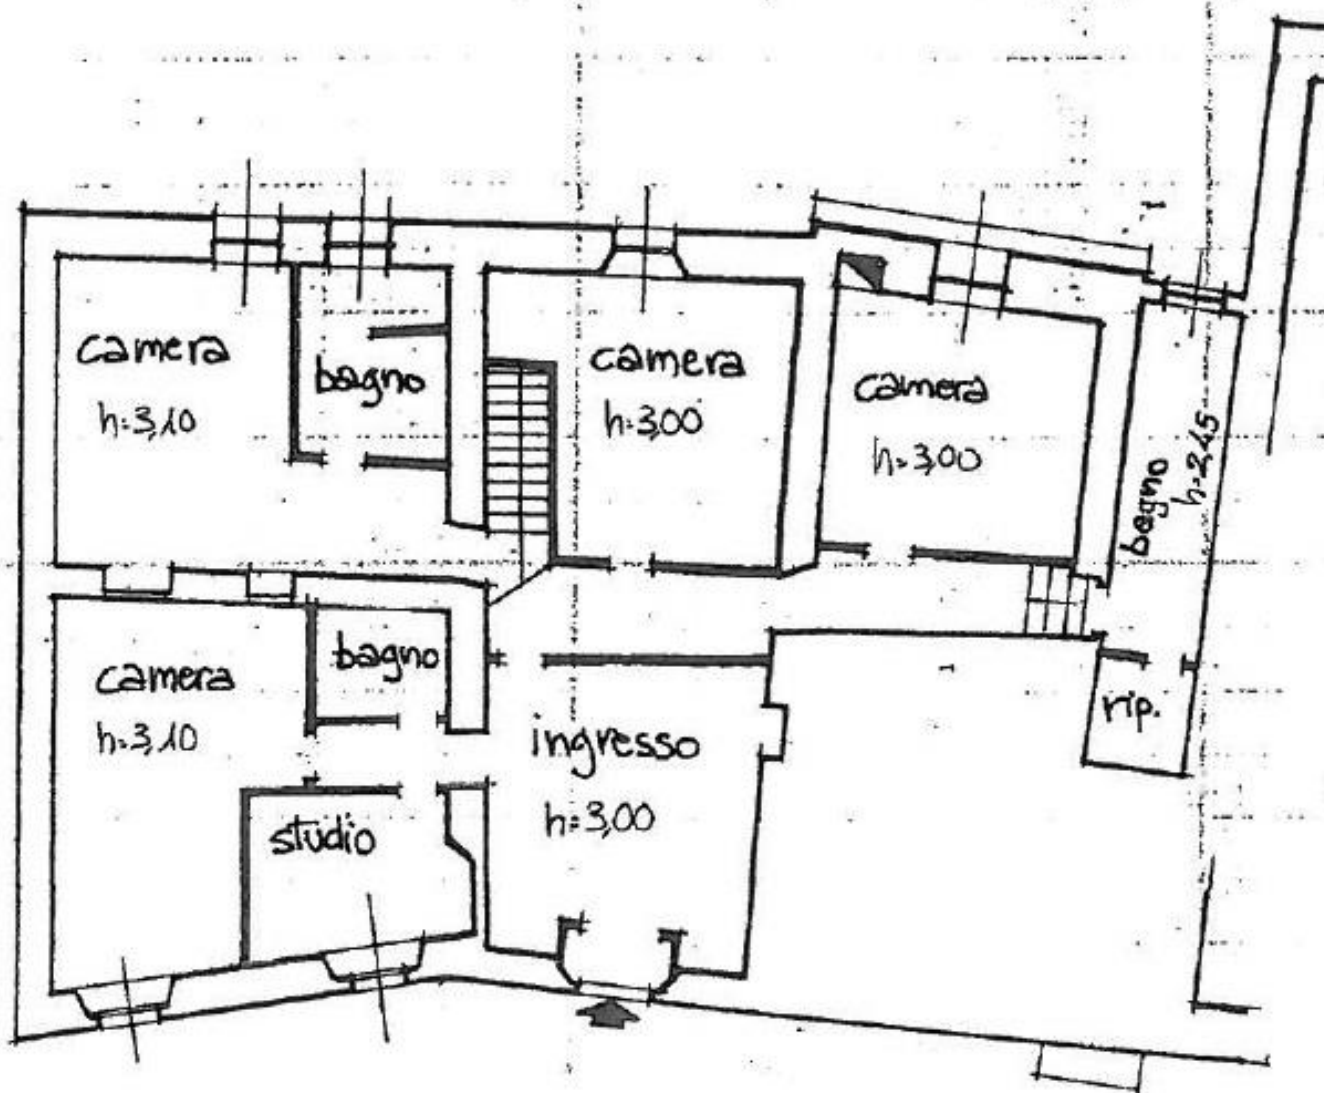 camera
h=3,10
bagno
camera
h=3,00
camera
h=3,00
bagno
h=2,45
camera
h=3,10
bagno
studio
ingresso
h=3,00
rip.